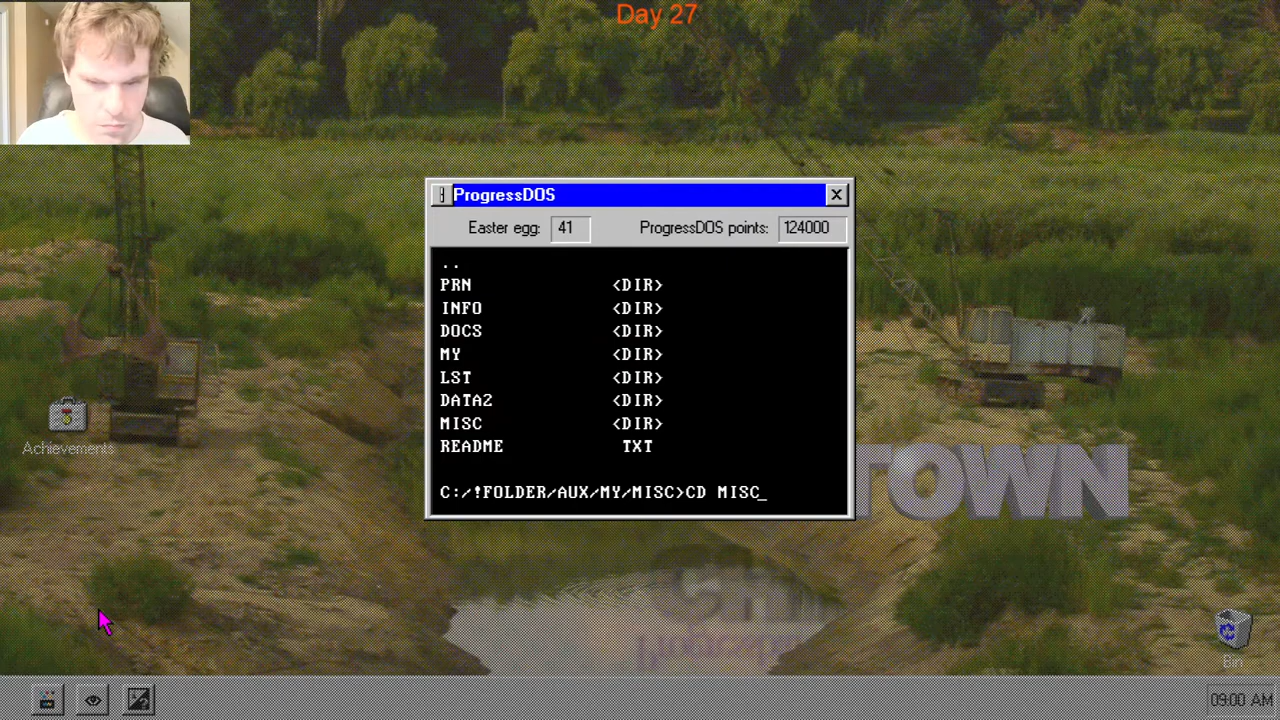 Day 27
ProgressDOS
Easter egg: 41 ProgressDOS points: 124000
..
PRN <DIR>
INFO <DIR>
DOCS <DIR>
MY <DIR>
LST <DIR>
DATA2 <DIR>
MISC <DIR>
README TXT
C:/!FOLDER/AUX/MY/MISC>CD MISC_
Achievements
TOWN
Bin
09:00 AM